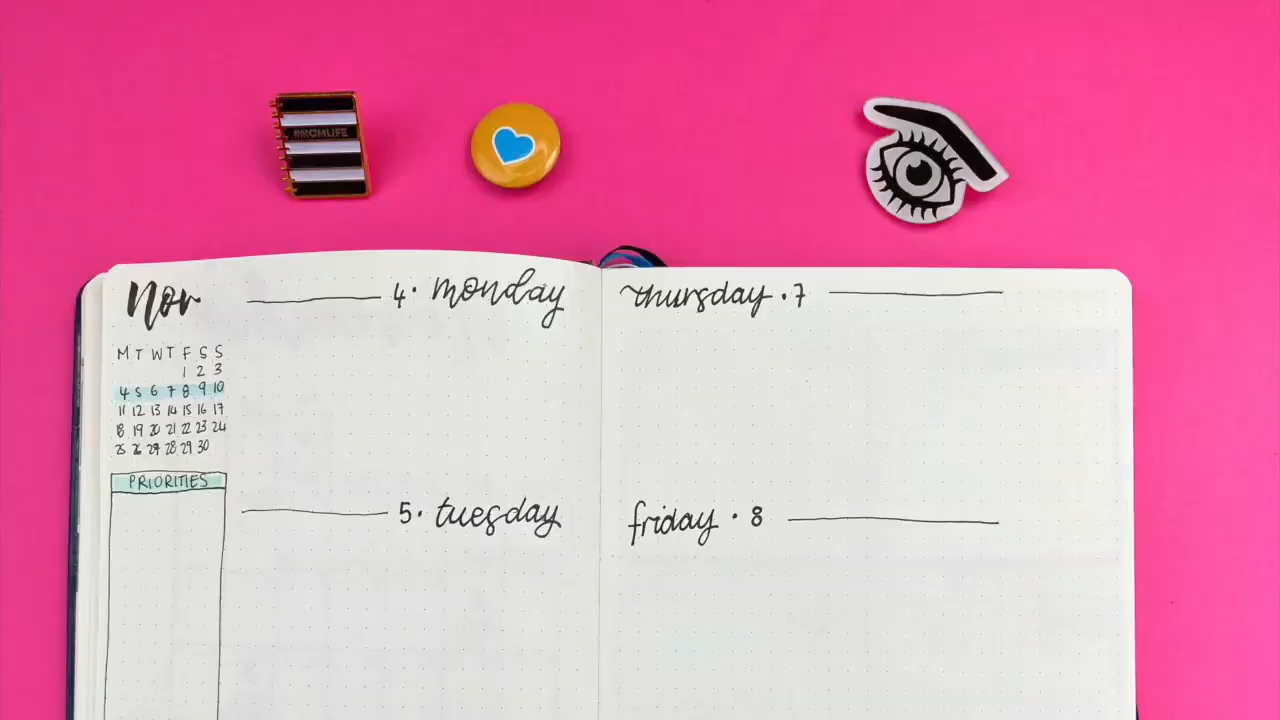 #MOMLIFE
Nov
M T W T F S S
1 2 3
4 5 6 7 8 9 10
11 12 13 14 15 16 17
18 19 20 21 22 23 24
25 26 27 28 29 30
PRIORITIES
4. monday
5. tuesday
thursday . 7
friday . 8